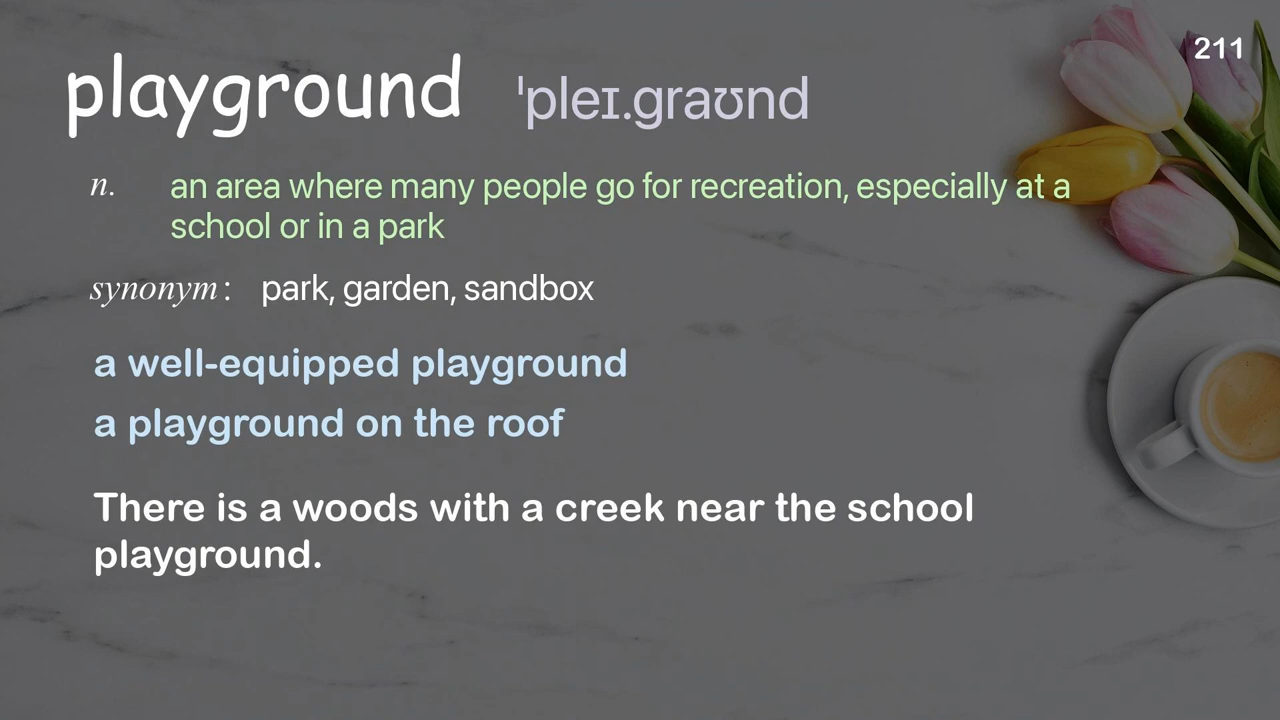 211
playground ˈpleɪ.graʊnd
n. an area where many people go for recreation, especially at a
school or in a park
synonym: park, garden, sandbox
a well-equipped playground
a playground on the roof
There is a woods with a creek near the school
playground.